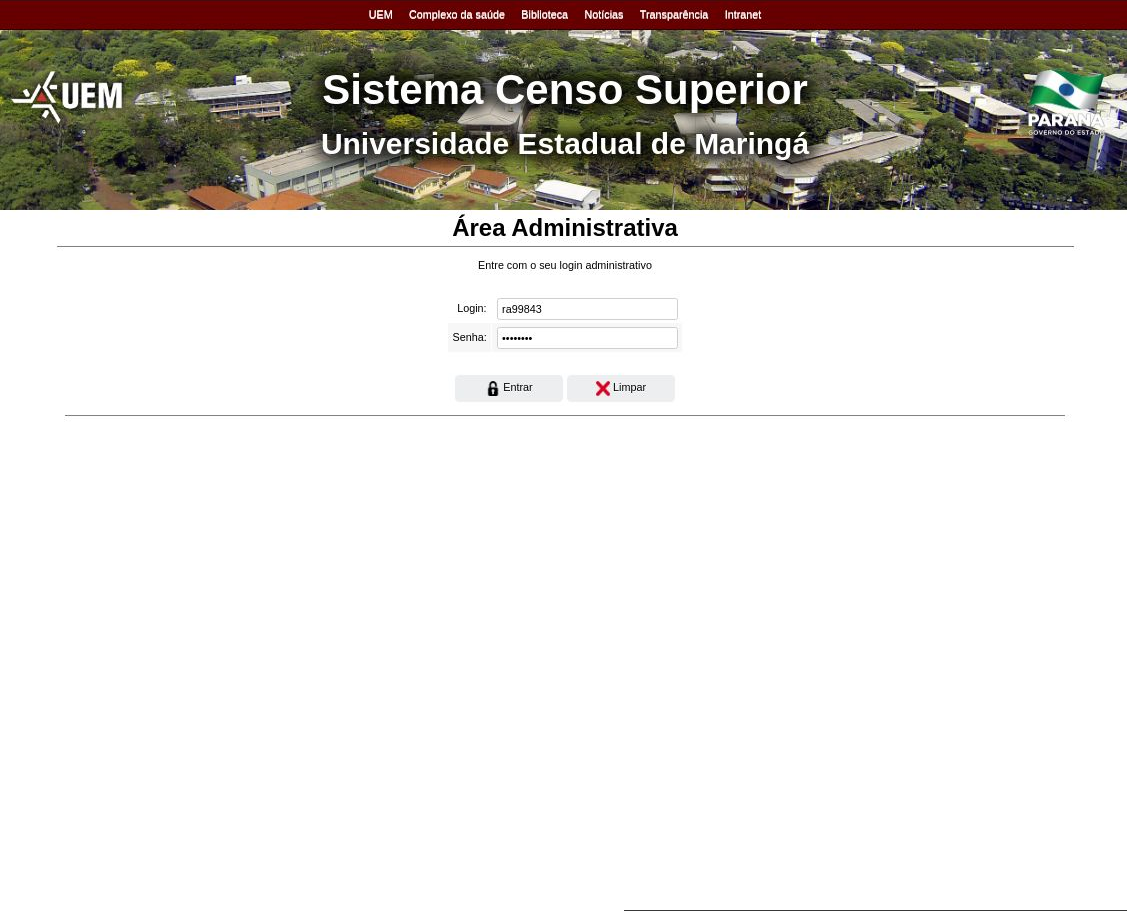 UEM Complexo da saúde Biblioteca Notícias Transparência Intranet
UEM
Sistema Censo Superior
Universidade Estadual de Maringá
PARANÁ
GOVERNO DO ESTADO
Área Administrativa
Entre com o seu login administrativo
Login: ra99843
Senha: ••••••••
Entrar Limpar